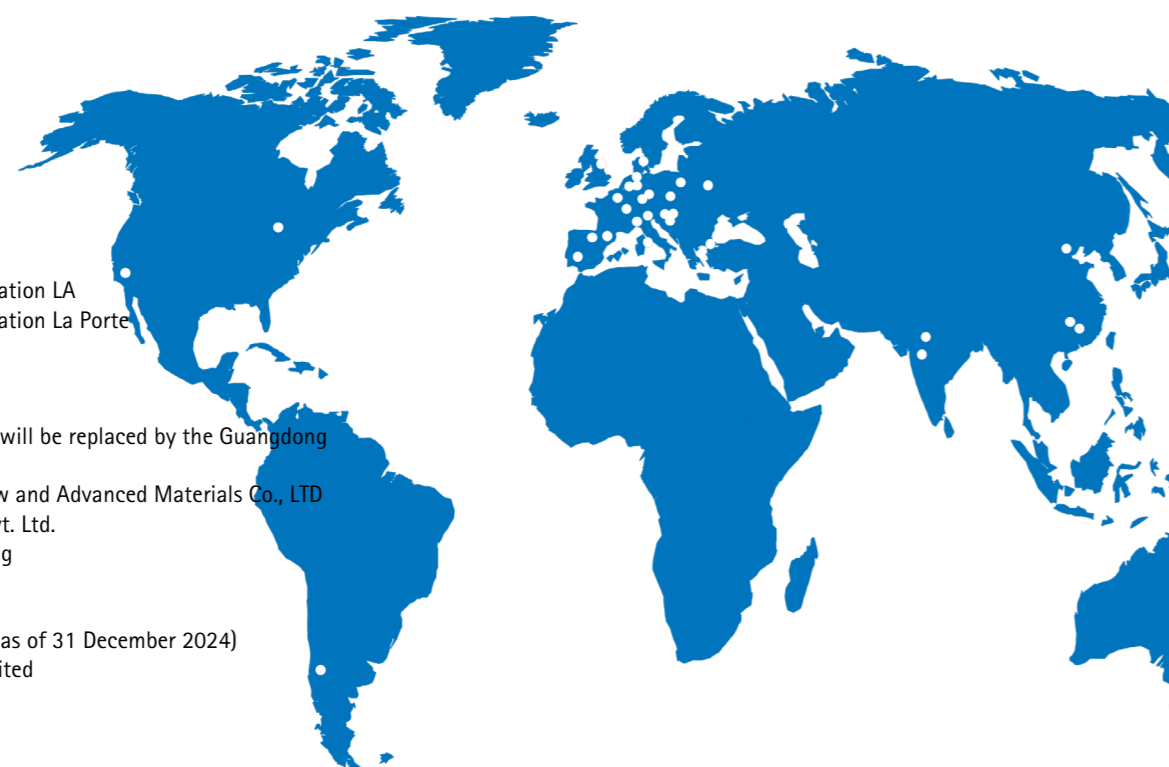 ation LA
ation La Porte
will be replaced by the Guangdong
w and Advanced Materials Co., LTD
vt. Ltd.
g
as of 31 December 2024)
ited